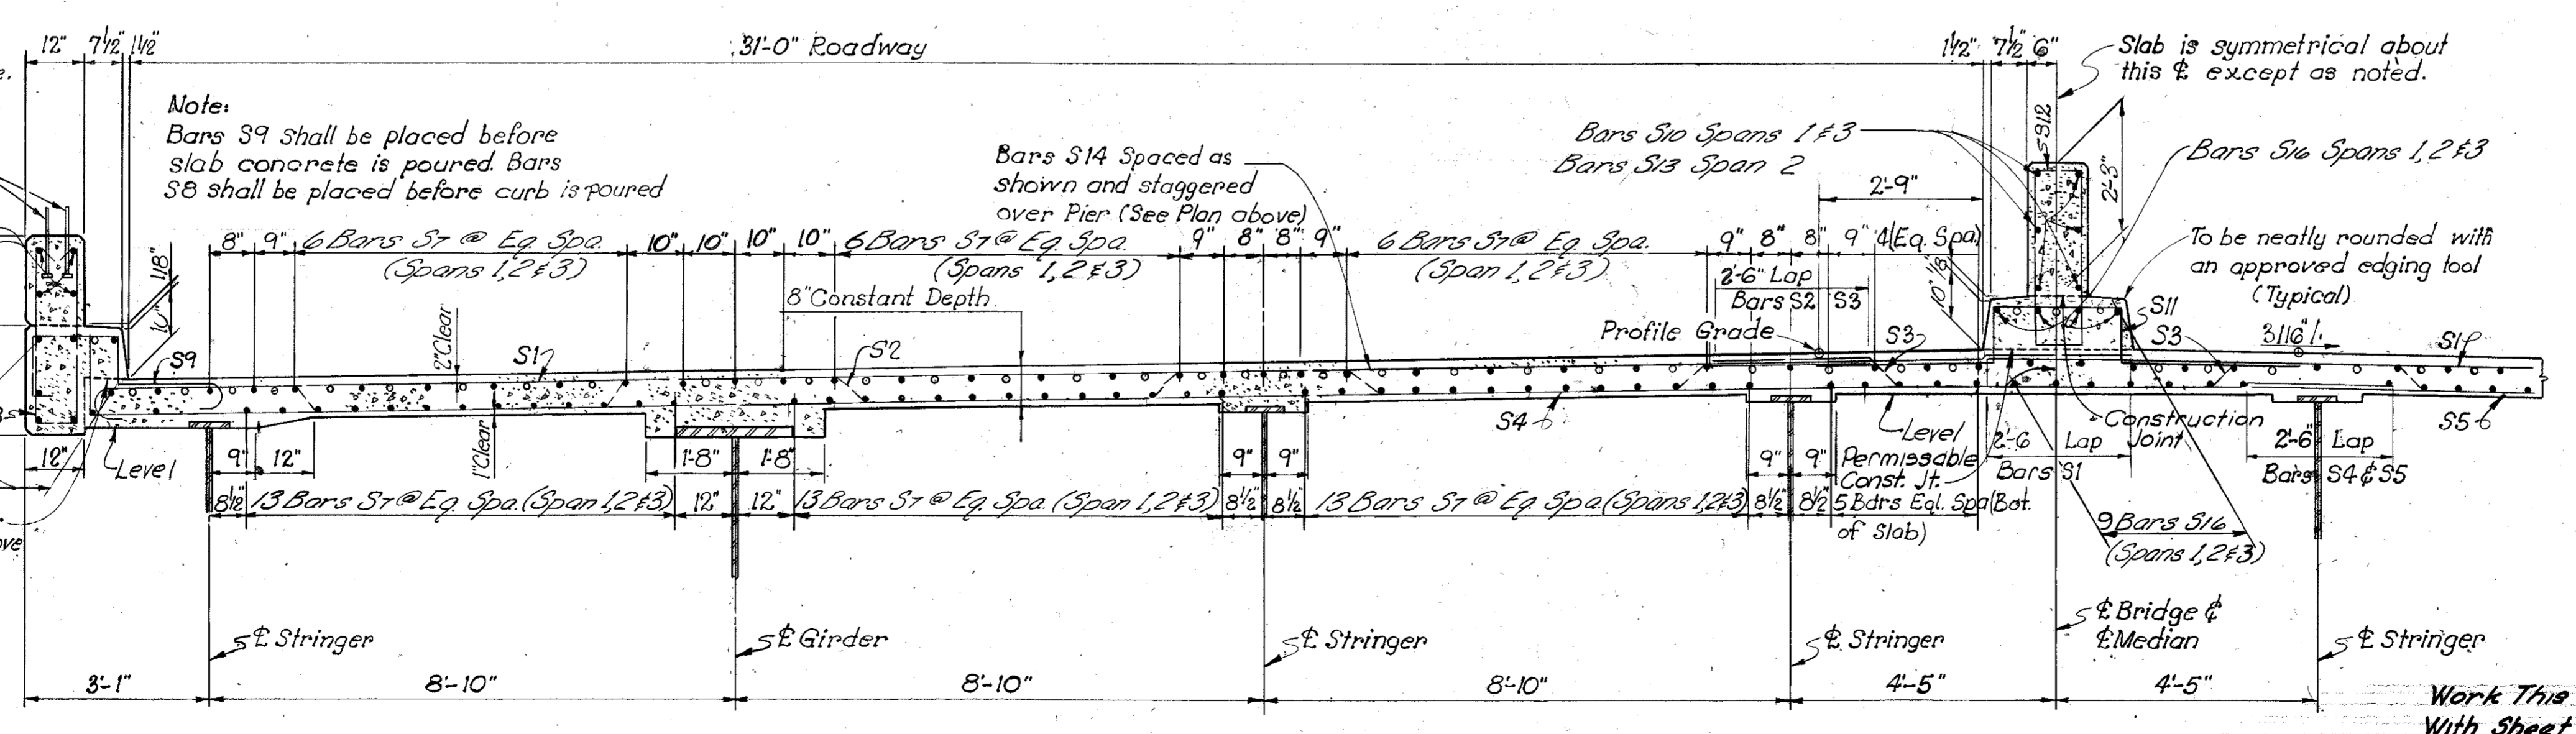 12" 7½" 1½" 31'-0" Roadway 1½" 7½" 6"
Slab is symmetrical about
this ℄ except as noted.
e.
Note:
Bars S9 Shall be placed before
slab concrete is poured. Bars
S8 shall be placed before curb is poured
Bars S14 Spaced as
shown and staggered
over Pier (See Plan above)
Bars S10 Spans 1 & 3
Bars S13 Span 2
2'-9"
S12
2'-3"
Bars S16 Spans 1, 2 & 3
To be neatly rounded with
an approved edging tool
(Typical)
8" 9" 6 Bars S7 @ Eq. Spa. 10" 10" 10" 10" 6 Bars S7 @ Eq. Spa. 9" 8" 8" 9" 6 Bars S7 @ Eq. Spa. 9" 8" 8" 9" 4(Eq. Spa)
(Spans 1, 2 & 3) (Spans 1, 2 & 3) (Span 1, 2 & 3)
1/8"
10"
8" Constant Depth
2'-6" Lap
Bars S2 S3
1/8"
10"
Profile Grade
S9
2" Clear
S1
S2
S3
S11
S3
3/16"/1'
S1
S4
S5
1" Clear
12"
Level
9" 12" 1'-8" 1'-8" 9" 9" 9" 9"
Level
Permissable
Const. Jt.
2'-6 Lap
Bars S1
Construction
Joint
2'-6" Lap
Bars S4 & S5
8½" 13 Bars S7 @ Eq. Spa. (Span 1, 2 & 3) 12" 12" 13 Bars S7 @ Eq. Spa. (Span 1, 2 & 3) 8½" 8½" 13 Bars S7 @ Eq. Spa. (Spans 1, 2 & 3) 8½" 8½" 5 Bars Eql. Spa (Bot.
of Slab)
9 Bars S16
(Spans 1, 2 & 3)
ove
℄ Stringer ℄ Girder ℄ Stringer ℄ Stringer
℄ Bridge &
℄ Median
℄ Stringer
3'-1" 8'-10" 8'-10" 8'-10" 4'-5" 4'-5"
Work This
With Sheet